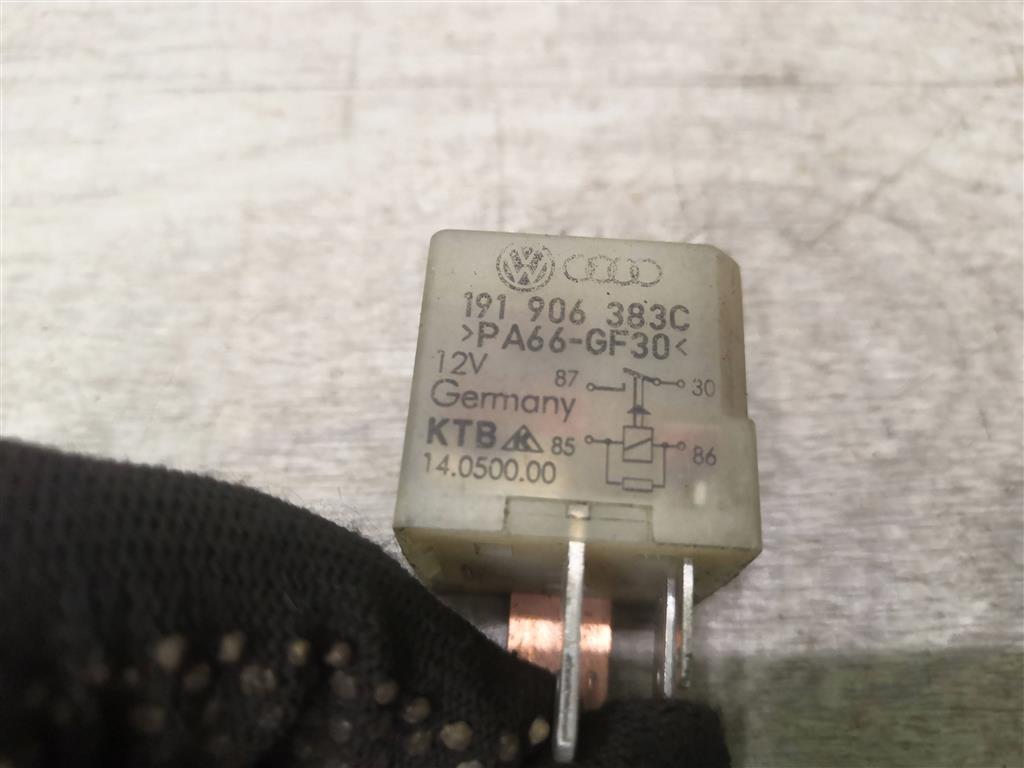 191 906 383C
>PA66-GF30<
12V
87 30
Germany
KTB 85 86
14.0500.00